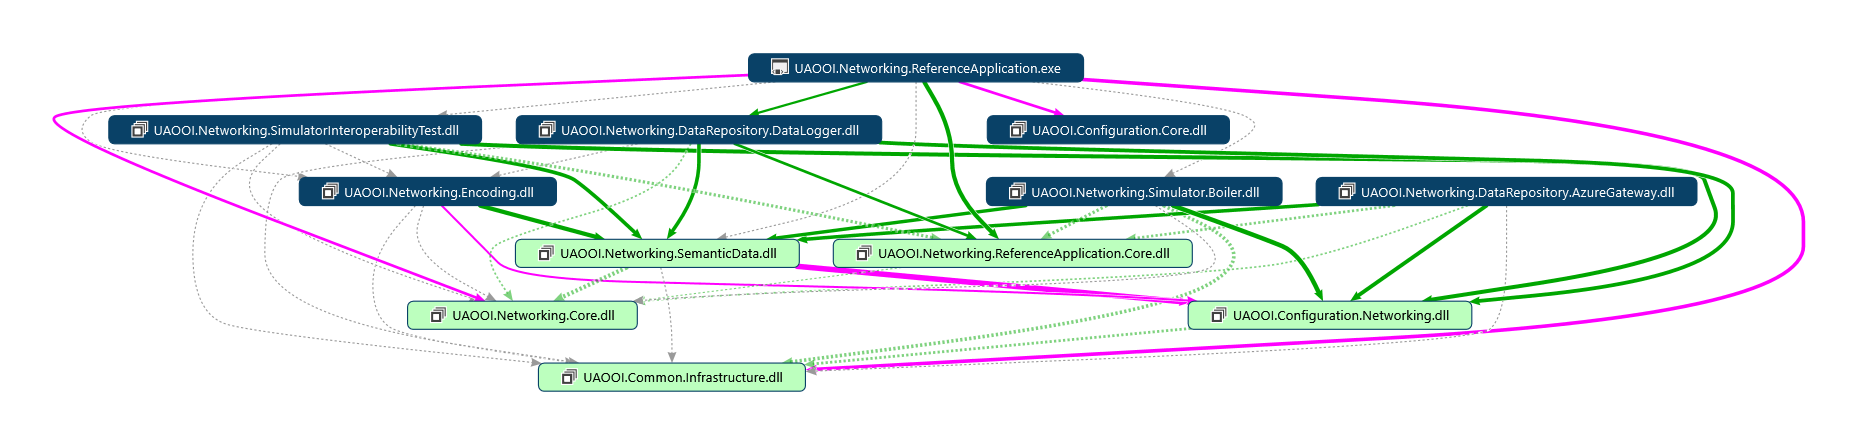 UAOOI.Networking.ReferenceApplication.exe
UAOOI.Networking.SimulatorInteroperabilityTest.dll
UAOOI.Networking.DataRepository.DataLogger.dll
UAOOI.Configuration.Core.dll
UAOOI.Networking.Encoding.dll
UAOOI.Networking.Simulator.Boiler.dll
UAOOI.Networking.DataRepository.AzureGateway.dll
UAOOI.Networking.SemanticData.dll
UAOOI.Networking.ReferenceApplication.Core.dll
UAOOI.Networking.Core.dll
UAOOI.Configuration.Networking.dll
UAOOI.Common.Infrastructure.dll